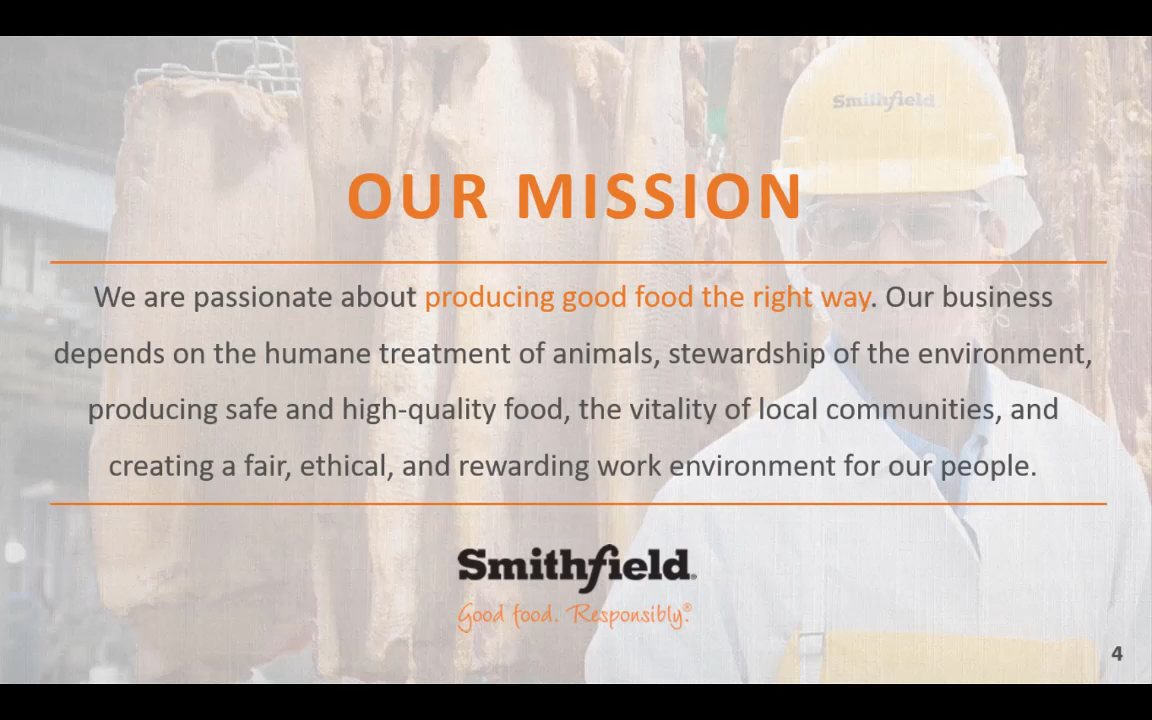 Smithfield
OUR MISSION
We are passionate about producing good food the right way. Our business
depends on the humane treatment of animals, stewardship of the environment,
producing safe and high-quality food, the vitality of local communities, and
creating a fair, ethical, and rewarding work environment for our people.
Smithfield®
Good food. Responsibly.®
4